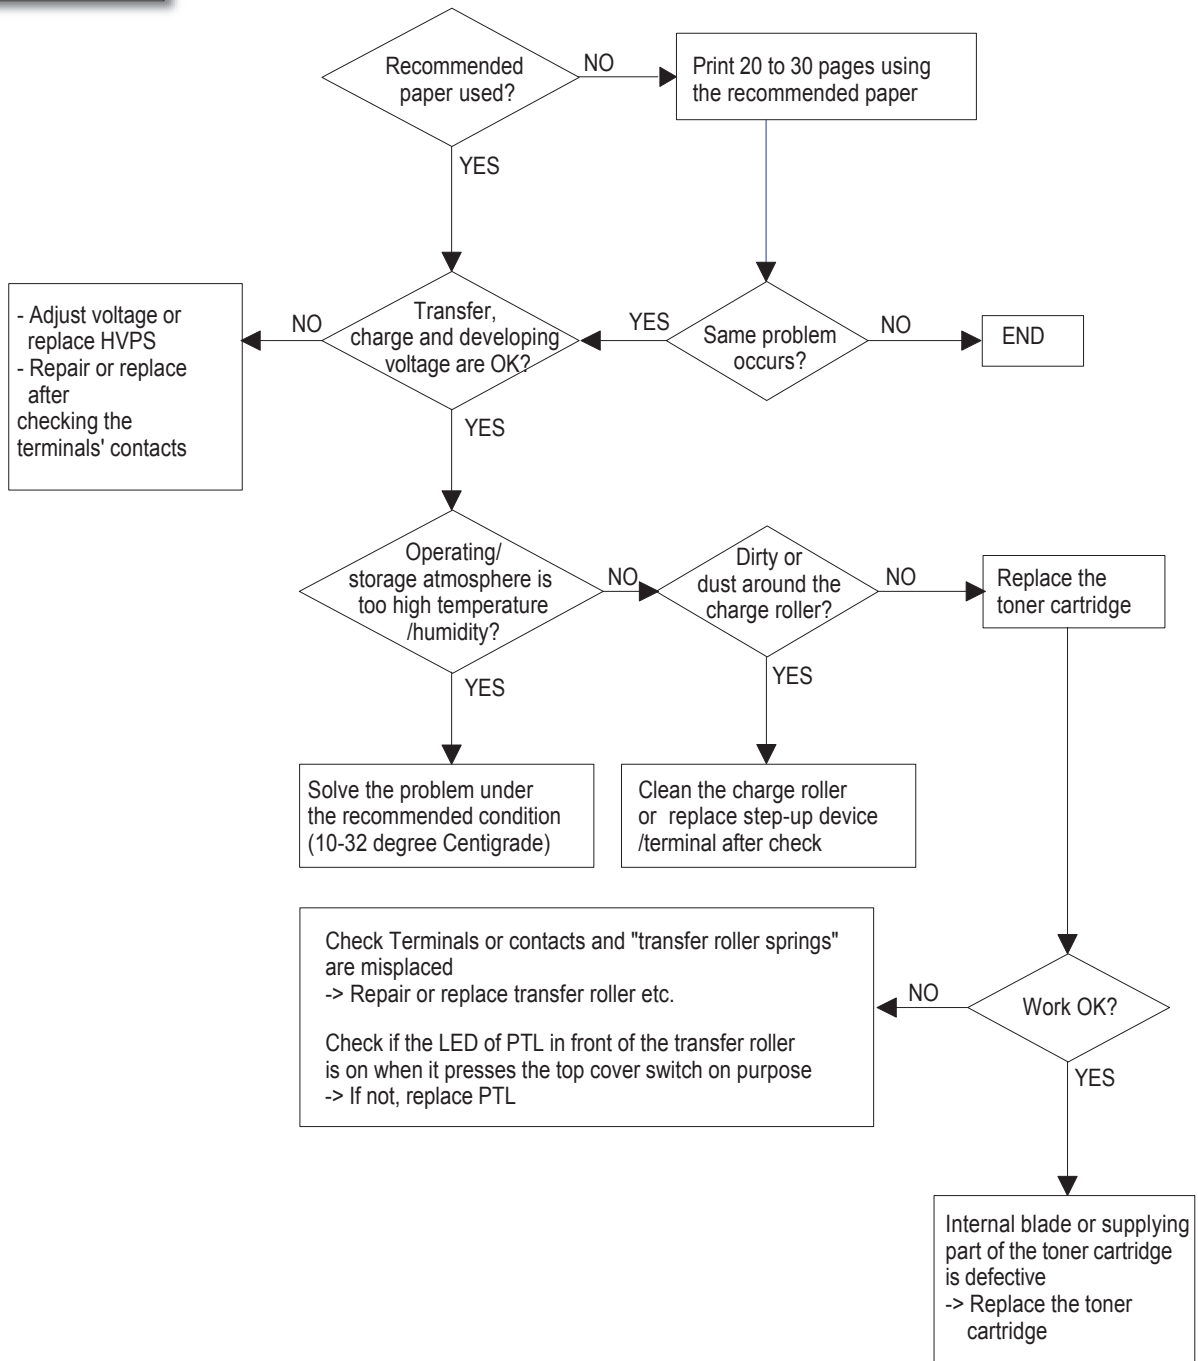 Recommended
paper used?
NO
Print 20 to 30 pages using
the recommended paper
YES
- Adjust voltage or
replace HVPS
- Repair or replace
after
checking the
terminals' contacts
NO
Transfer,
charge and developing
voltage are OK?
YES
Same problem
occurs?
NO
END
YES
Operating/
storage atmosphere is
too high temperature
/humidity?
NO
Dirty or
dust around the
charge roller?
NO
Replace the
toner cartridge
YES
YES
Solve the problem under
the recommended condition
(10-32 degree Centigrade)
Clean the charge roller
or replace step-up device
/terminal after check
Check Terminals or contacts and "transfer roller springs"
are misplaced
-> Repair or replace transfer roller etc.
Check if the LED of PTL in front of the transfer roller
is on when it presses the top cover switch on purpose
-> If not, replace PTL
NO
Work OK?
YES
Internal blade or supplying
part of the toner cartridge
is defective
-> Replace the toner
cartridge